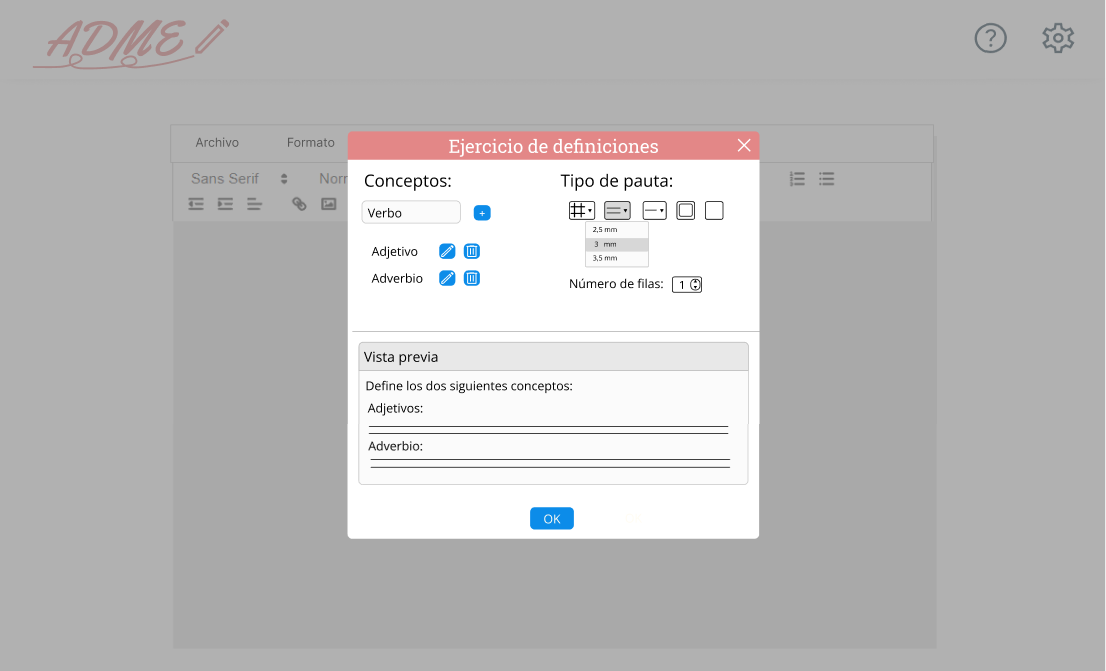 ADME
?
Archivo
Formato
Sans Serif
Ejercicio de definiciones
Conceptos:
Tipo de pauta:
Verbo
+
2,5 mm
3 mm
3,5 mm
Adjetivo
Adverbio
Número de filas: 1
Vista previa
Define los dos siguientes conceptos:
Adjetivos:
Adverbio:
OK